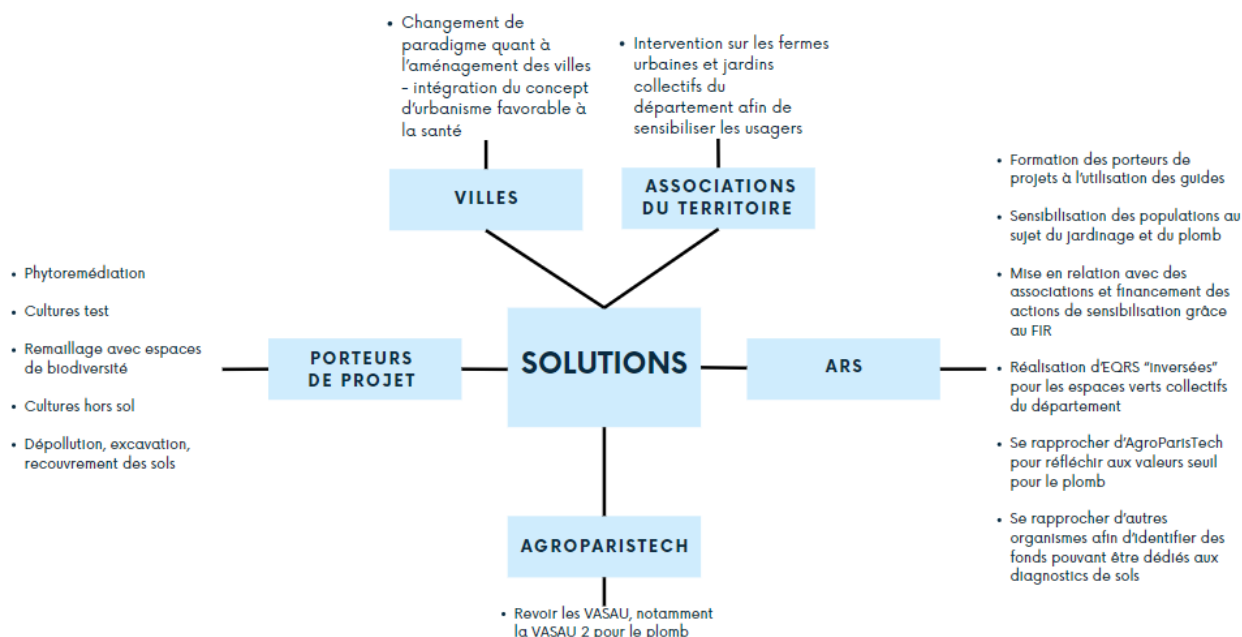 • Changement de
paradigme quant à
l'aménagement des villes
- intégration du concept
d'urbanisme favorable à
la santé
• Intervention sur les fermes
urbaines et jardins
collectifs du
département afin de
sensibiliser les usagers
VILLES
ASSOCIATIONS
DU TERRITOIRE
• Phytoremédiation
• Cultures test
• Remaillage avec espaces
de biodiversité
• Cultures hors sol
• Dépollution, excavation,
recouvrement des sols
PORTEURS
DE PROJET
SOLUTIONS
ARS
• Formation des porteurs de
projets à l'utilisation des guides
• Sensibilisation des populations au
sujet du jardinage et du plomb
• Mise en relation avec des
associations et financement des
actions de sensibilisation grâce
au FIR
• Réalisation d'EQRS "inversées"
pour les espaces verts collectifs
du département
• Se rapprocher d'AgroParisTech
pour réfléchir aux valeurs seuil
pour le plomb
• Se rapprocher d'autres
organismes afin d'identifier des
fonds pouvant être dédiés aux
diagnostics de sols
AGROPARISTECH
• Revoir les VASAU, notamment
la VASAU 2 pour le plomb